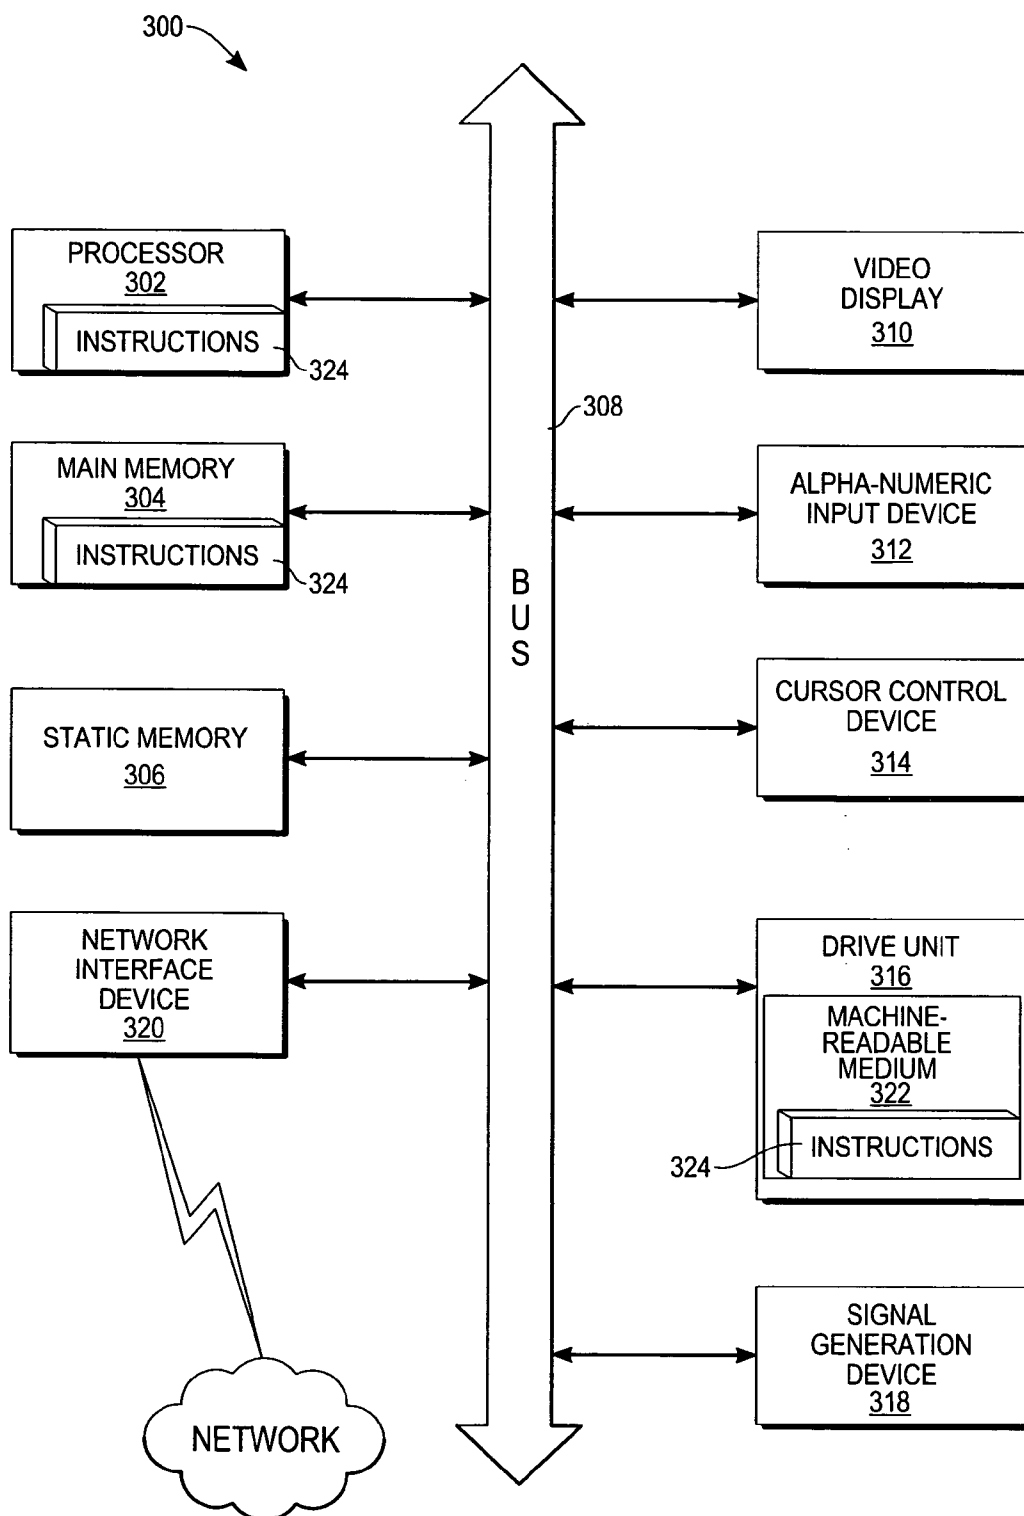 300
PROCESSOR
302
INSTRUCTIONS
324
MAIN MEMORY
304
INSTRUCTIONS
324
STATIC MEMORY
306
NETWORK
INTERFACE
DEVICE
320
NETWORK
BUS
308
VIDEO
DISPLAY
310
ALPHA-NUMERIC
INPUT DEVICE
312
CURSOR CONTROL
DEVICE
314
DRIVE UNIT
316
MACHINE-
READABLE
MEDIUM
322
INSTRUCTIONS
324
SIGNAL
GENERATION
DEVICE
318